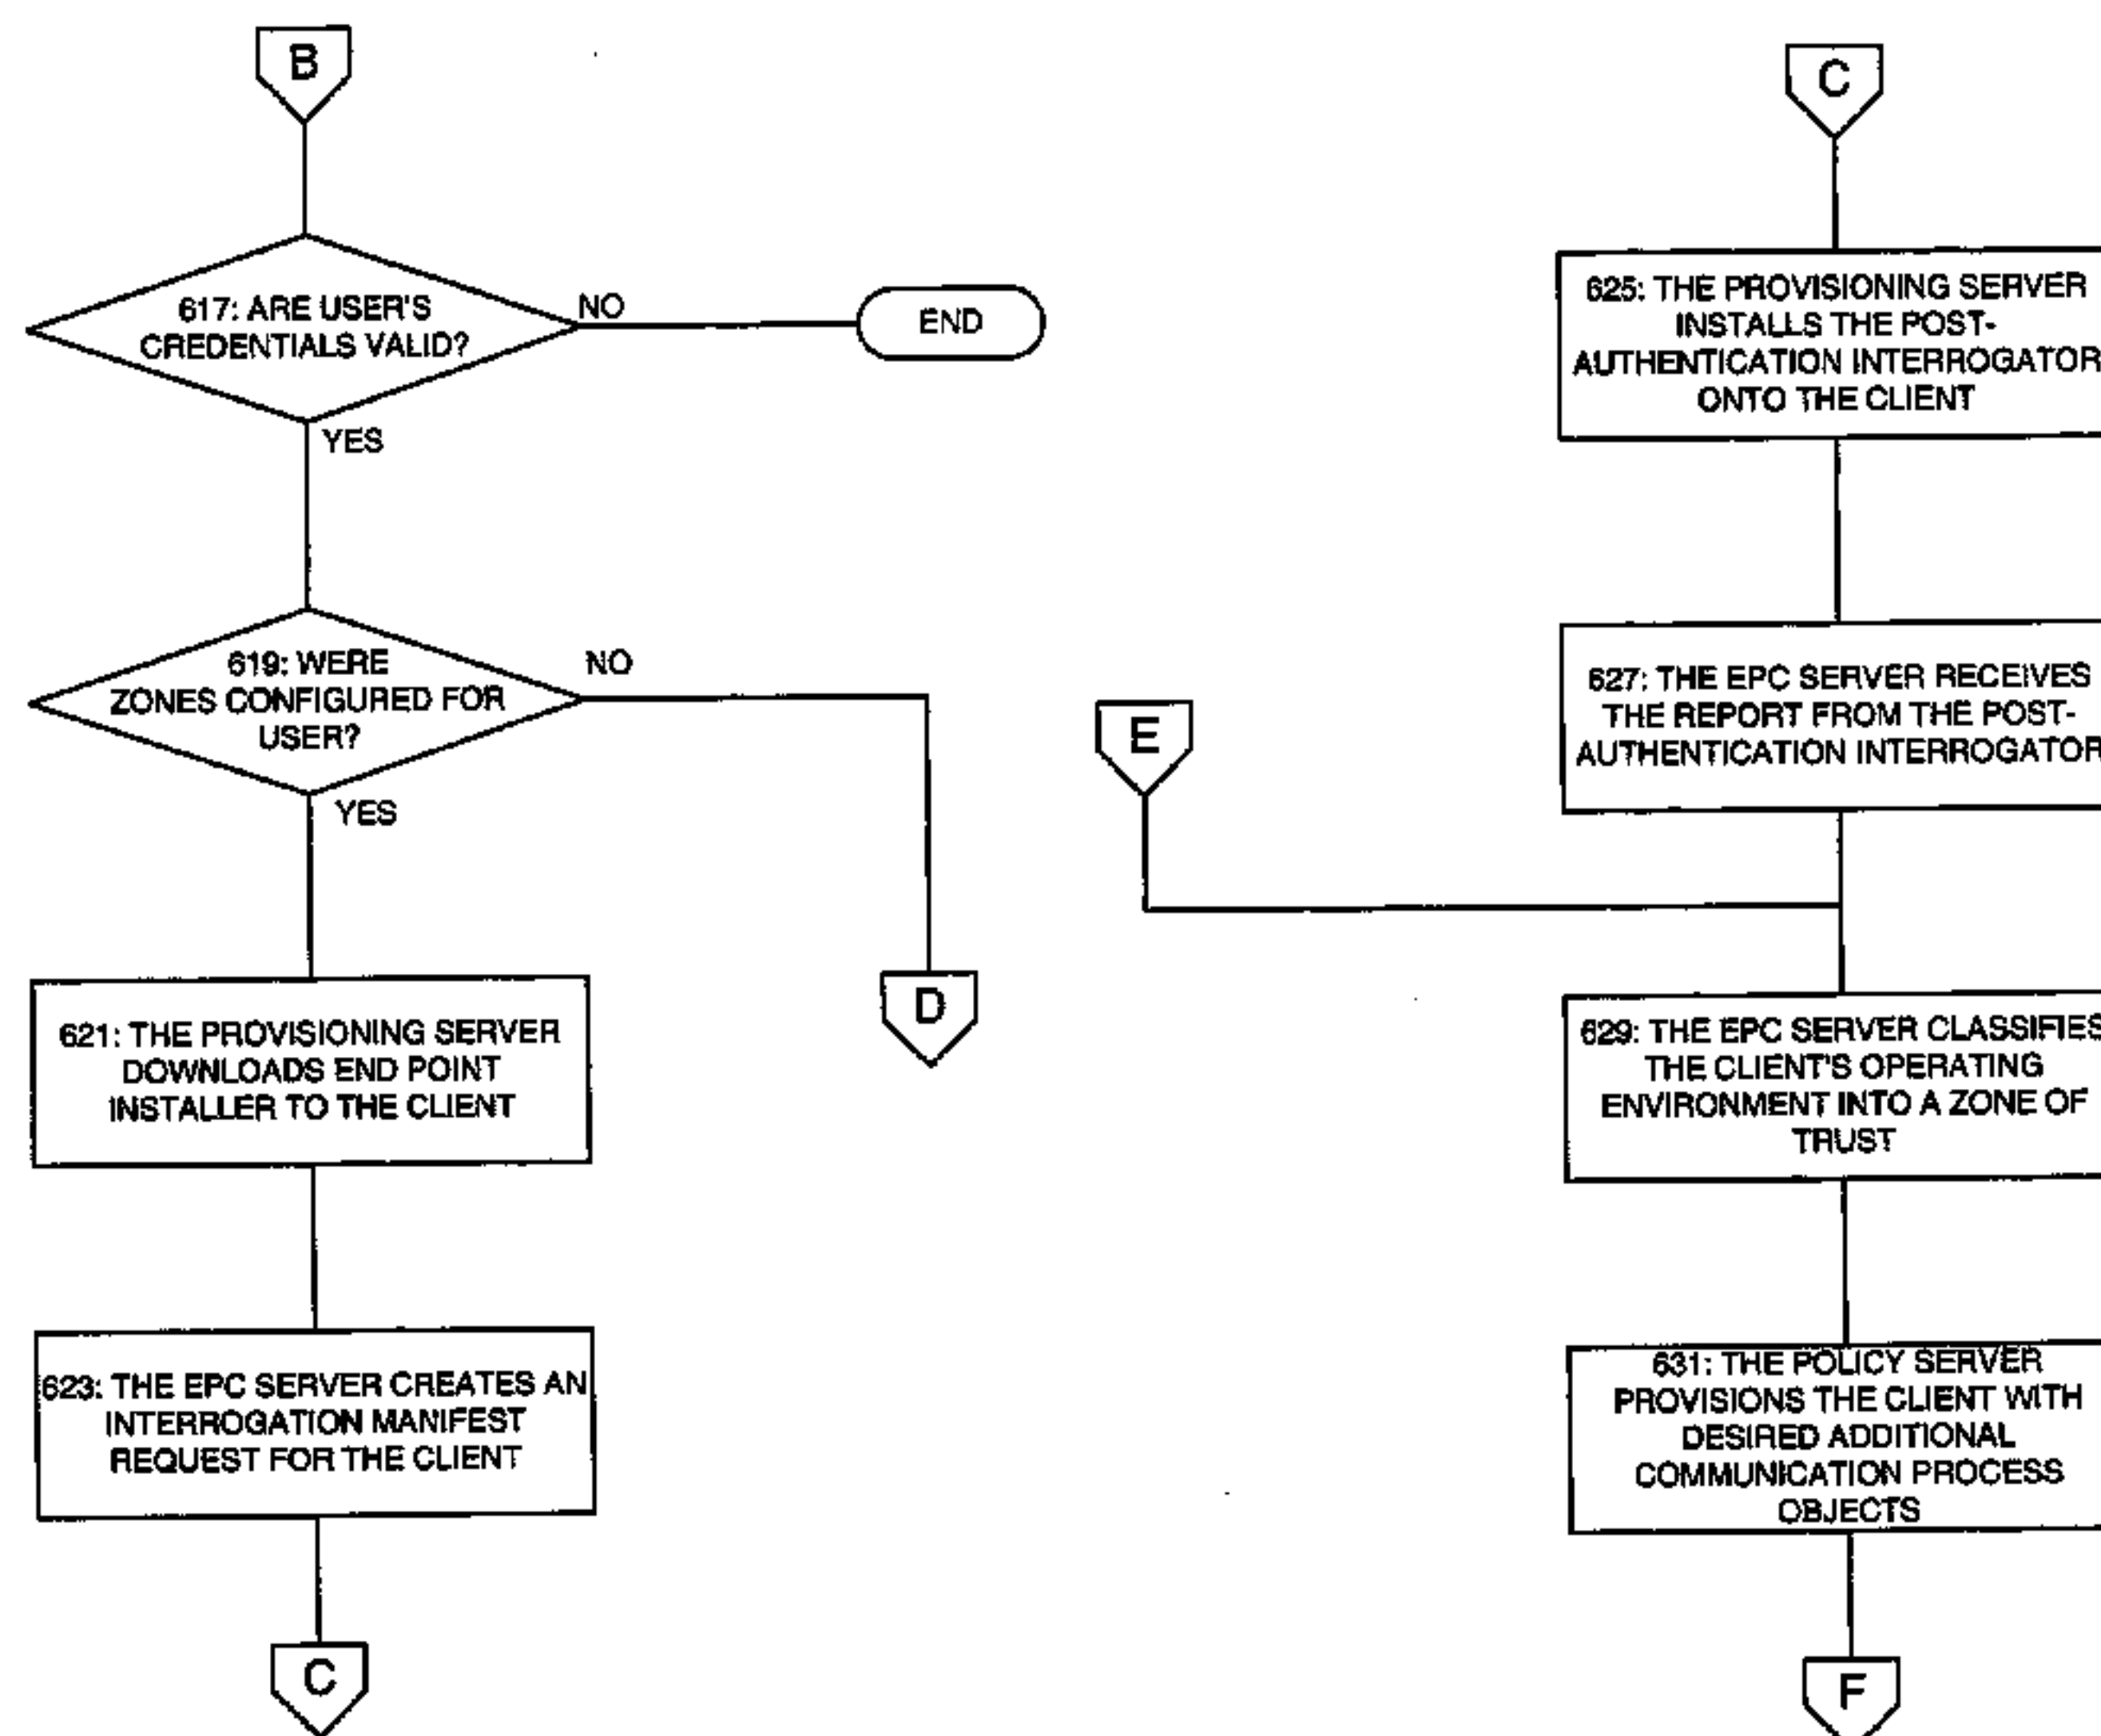 B
617: ARE USER'S
CREDENTIALS VALID?
NO
END
YES
619: WERE
ZONES CONFIGURED FOR
USER?
NO
YES
D
621: THE PROVISIONING SERVER
DOWNLOADS END POINT
INSTALLER TO THE CLIENT
623: THE EPC SERVER CREATES AN
INTERROGATION MANIFEST
REQUEST FOR THE CLIENT
C
C
625: THE PROVISIONING SERVER
INSTALLS THE POST-
AUTHENTICATION INTERROGATOR
ONTO THE CLIENT
627: THE EPC SERVER RECEIVES
THE REPORT FROM THE POST-
AUTHENTICATION INTERROGATOR
E
629: THE EPC SERVER CLASSIFIES
THE CLIENT'S OPERATING
ENVIRONMENT INTO A ZONE OF
TRUST
631: THE POLICY SERVER
PROVISIONS THE CLIENT WITH
DESIRED ADDITIONAL
COMMUNICATION PROCESS
OBJECTS
F